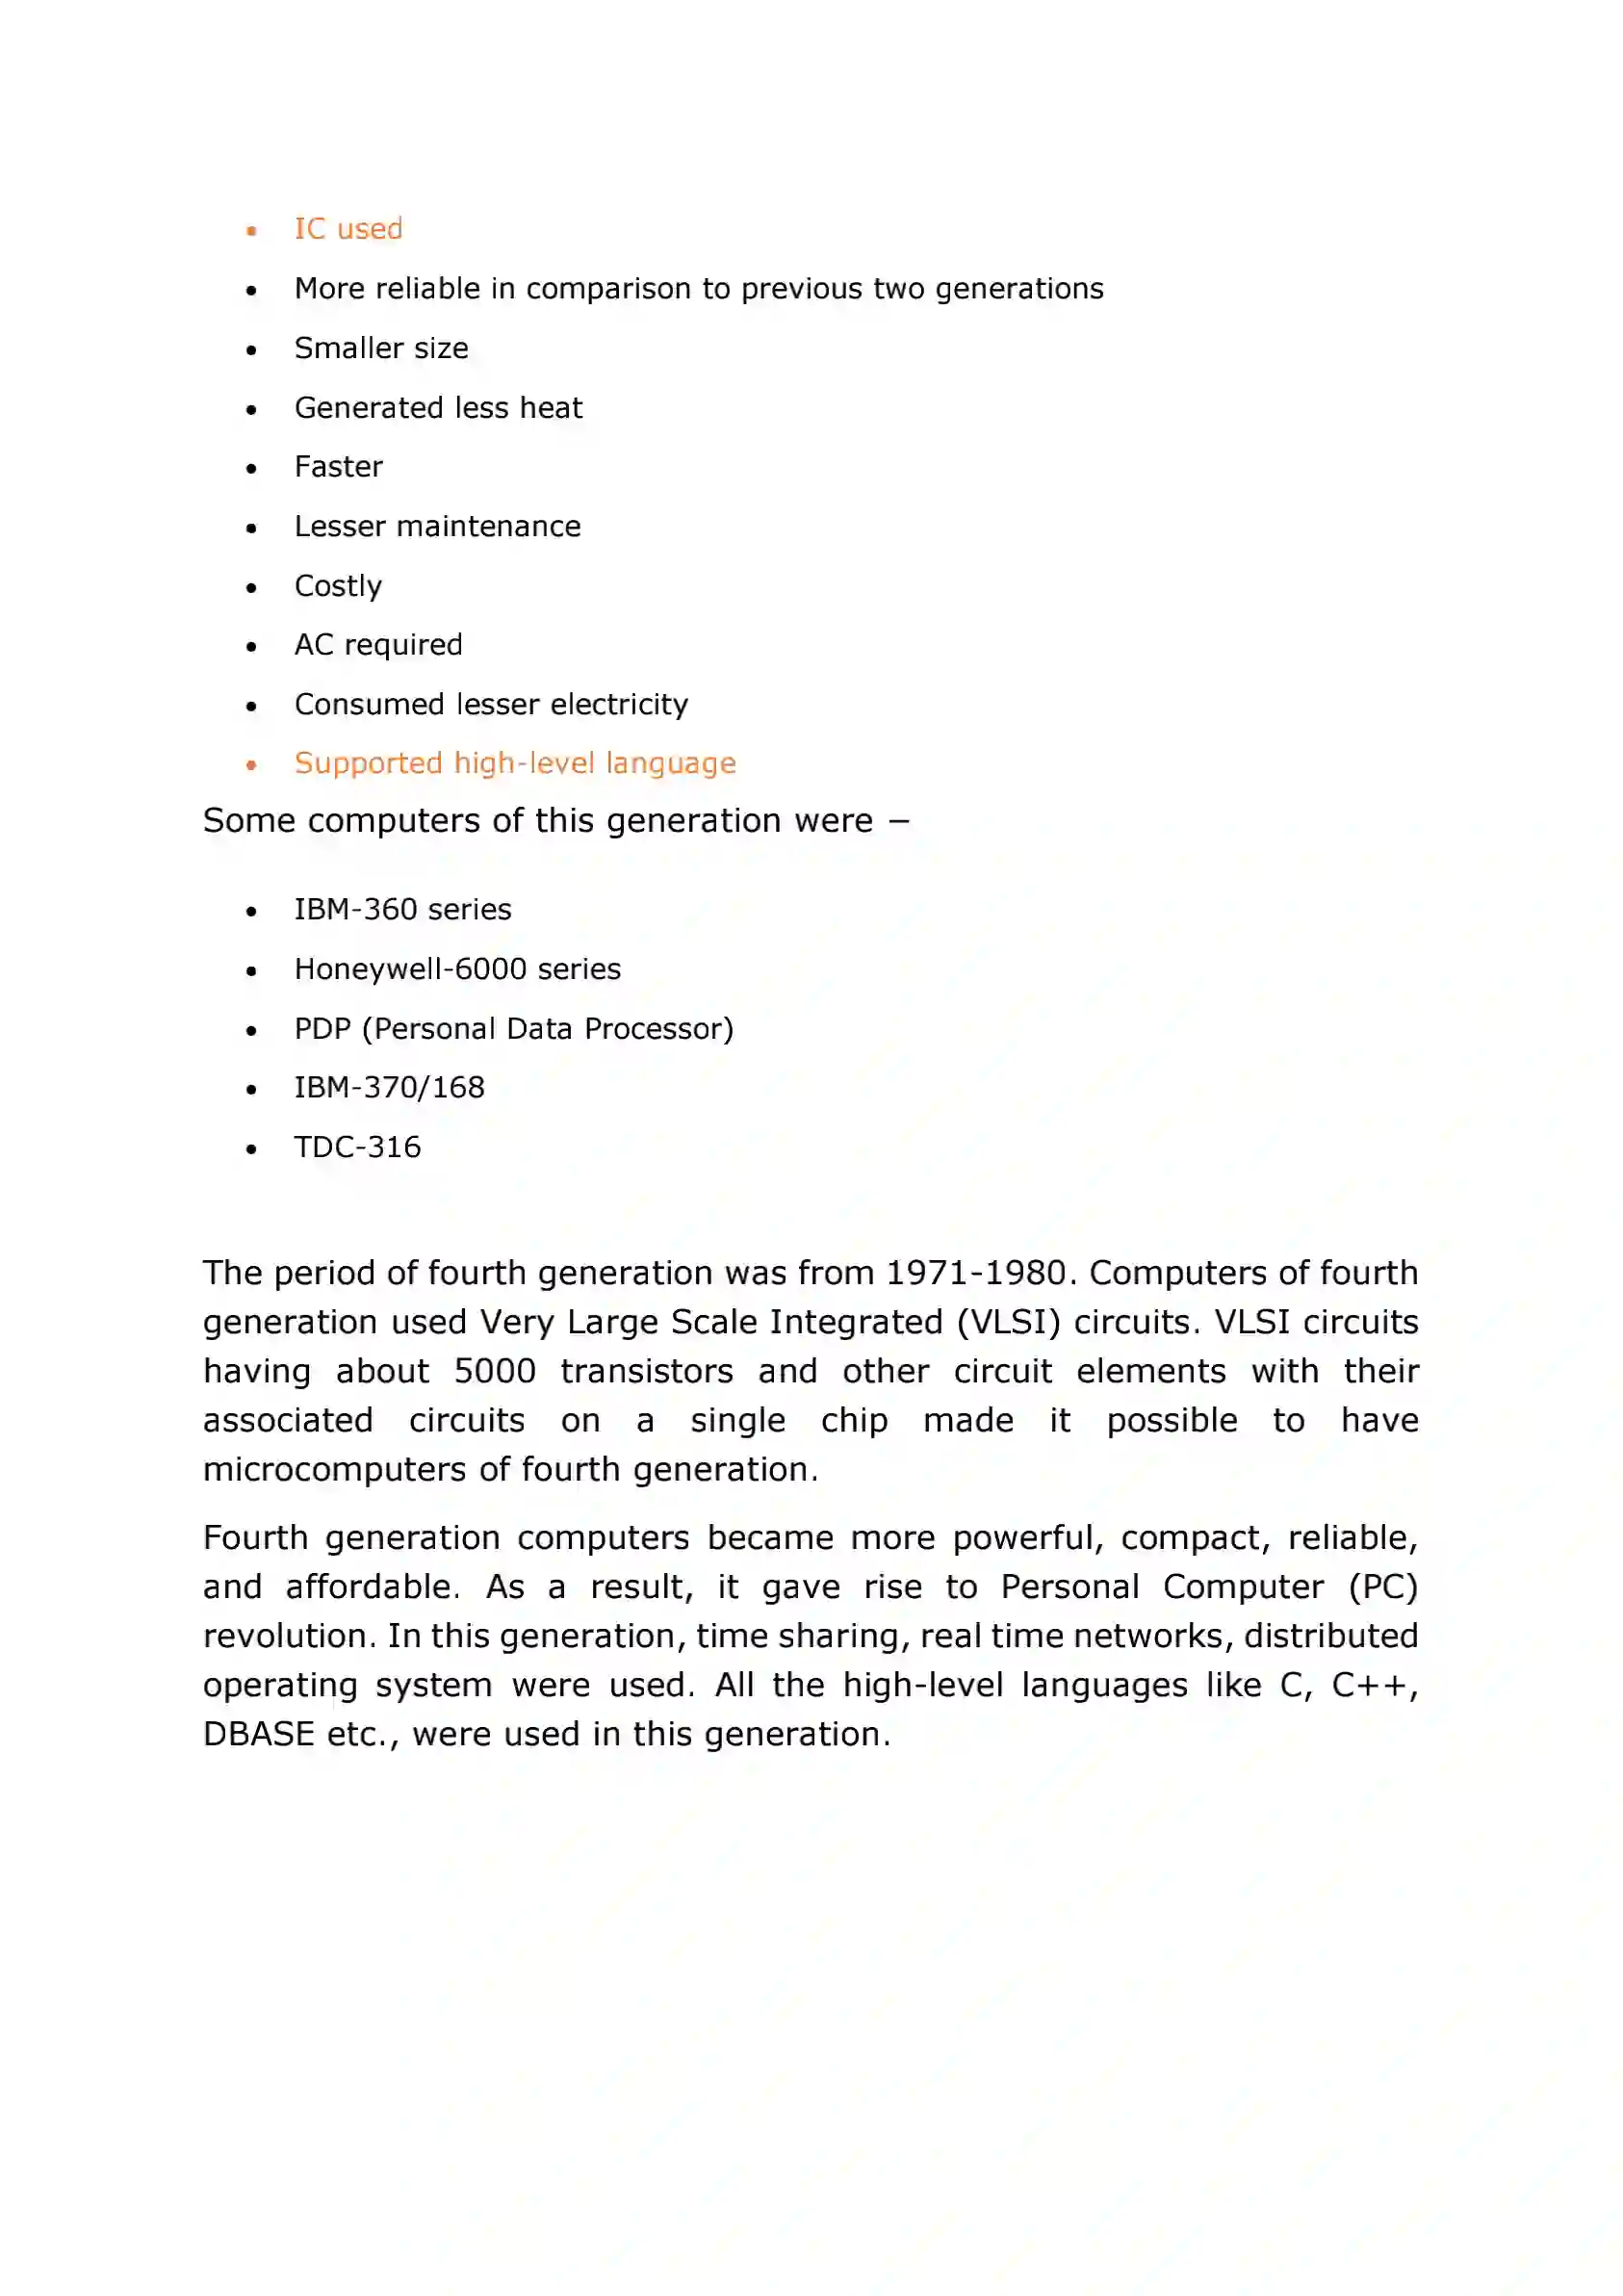 • IC used
• More reliable in comparison to previous two generations
• Smaller size
• Generated less heat
• Faster
• Lesser maintenance
• Costly
• AC required
• Consumed lesser electricity
• Supported high-level language
Some computers of this generation were −
• IBM-360 series
• Honeywell-6000 series
• PDP (Personal Data Processor)
• IBM-370/168
• TDC-316
The period of fourth generation was from 1971-1980. Computers of fourth
generation used Very Large Scale Integrated (VLSI) circuits. VLSI circuits
having about 5000 transistors and other circuit elements with their
associated circuits on a single chip made it possible to have
microcomputers of fourth generation.
Fourth generation computers became more powerful, compact, reliable,
and affordable. As a result, it gave rise to Personal Computer (PC)
revolution. In this generation, time sharing, real time networks, distributed
operating system were used. All the high-level languages like C, C++,
DBASE etc., were used in this generation.